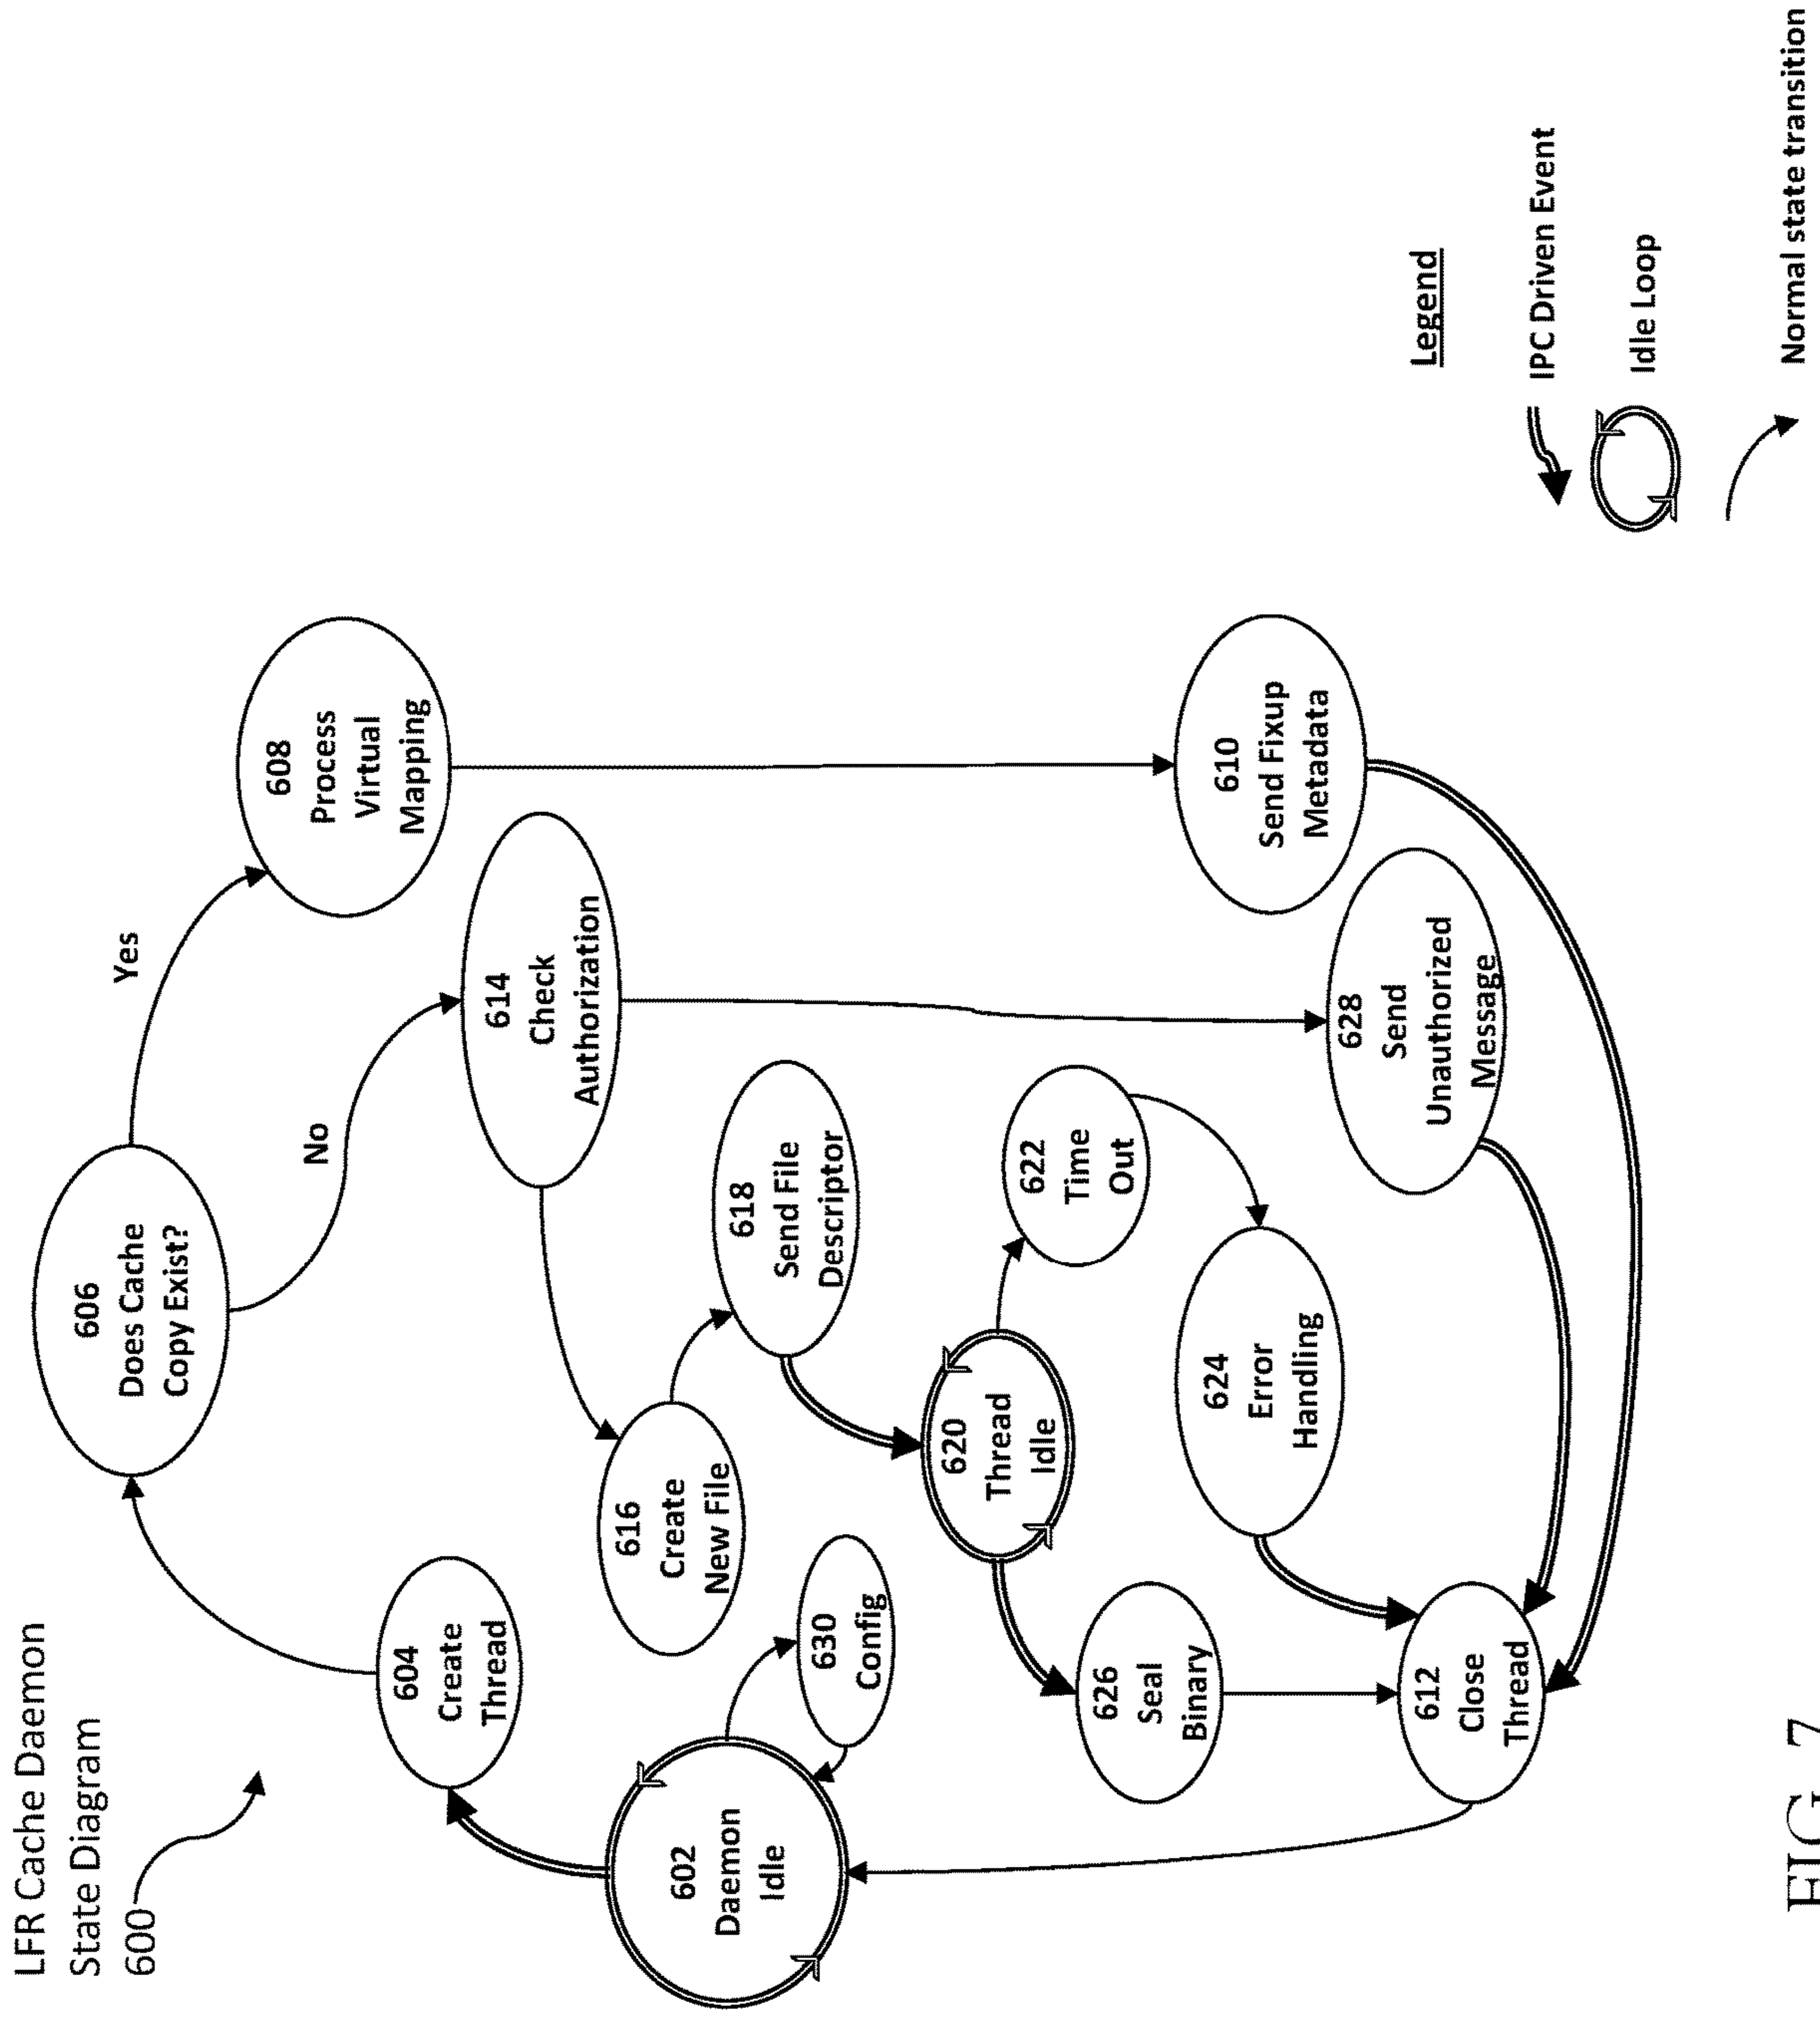 LFR Cache Daemon
State Diagram
600
606
Does Cache
Copy Exist?
Yes
No
604
Create
Thread
608
Process
Virtual
Mapping
614
Check
Authorization
616
Create
New File
618
Send File
Descriptor
602
Daemon
Idle
630
Config
620
Thread
Idle
622
Time
Out
626
Seal
Binary
624
Error
Handling
628
Send
Unauthorized
Message
610
Send Fixup
Metadata
612
Close
Thread
Legend
IPC Driven Event
Idle Loop
Normal state transition
FIG. 7